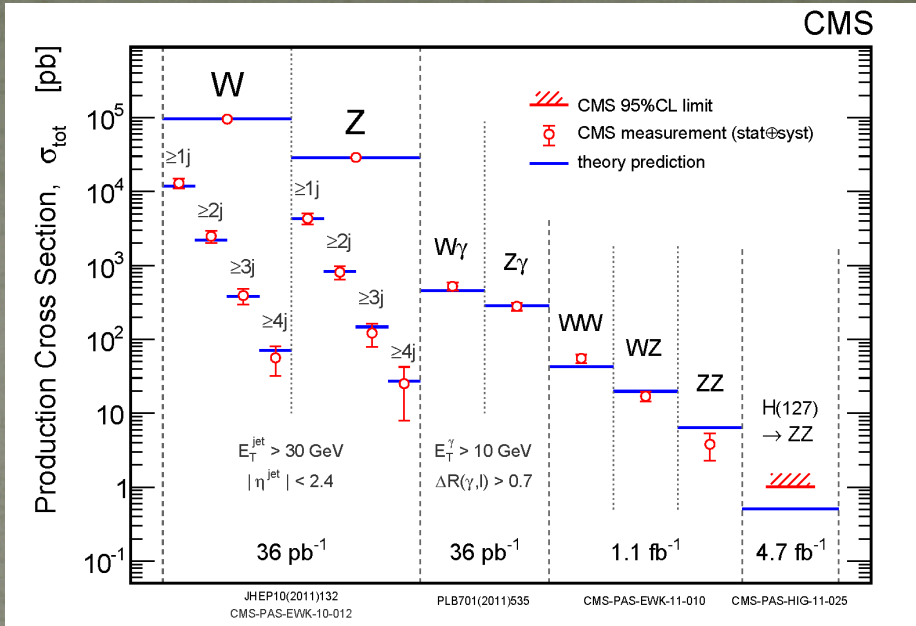 CMS
Production Cross Section, σ_tot [pb]
10^5
10^4
10^3
10^2
10
1
10^-1
W
≥1j
≥2j
≥3j
≥4j
Z
≥1j
≥2j
≥3j
≥4j
Wγ
Zγ
WW
WZ
ZZ
H(127)
→ ZZ
CMS 95%CL limit
CMS measurement (stat⊕syst)
theory prediction
E_T^jet > 30 GeV
| η^jet | < 2.4
E_T^γ > 10 GeV
ΔR(γ,l) > 0.7
36 pb^-1
36 pb^-1
1.1 fb^-1
4.7 fb^-1
JHEP10(2011)132
CMS-PAS-EWK-10-012
PLB701(2011)535
CMS-PAS-EWK-11-010
CMS-PAS-HIG-11-025